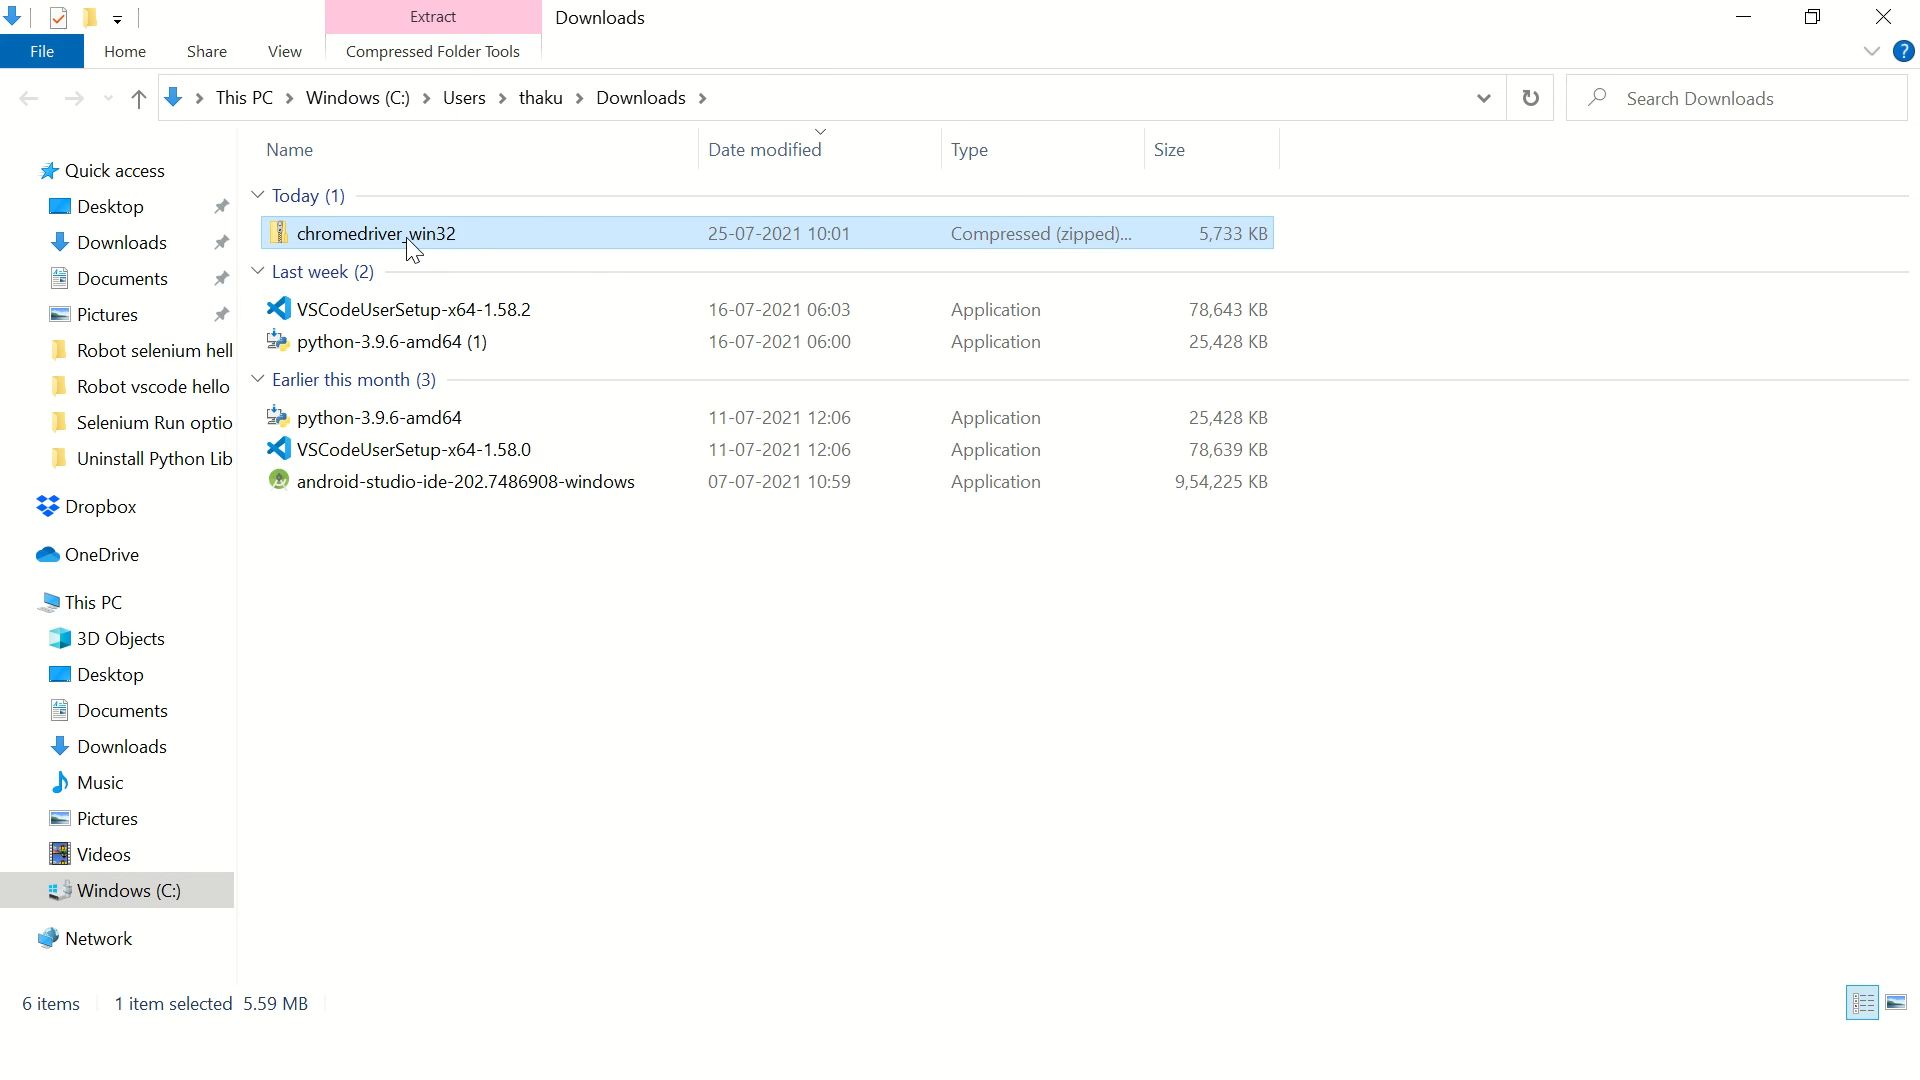 Extract
Downloads
File
Home
Share
View
Compressed Folder Tools
?
This PC
Windows (C:)
Users
thaku
Downloads
Search Downloads
Name
Date modified
Type
Size
Quick access
Desktop
Downloads
Documents
Pictures
Robot selenium hell
Robot vscode hello
Selenium Run optio
Uninstall Python Lib
Dropbox
OneDrive
This PC
3D Objects
Desktop
Documents
Downloads
Music
Pictures
Videos
Windows (C:)
Network
Today (1)
chromedriver_win32 25-07-2021 10:01 Compressed (zipped)... 5,733 KB
Last week (2)
VSCodeUserSetup-x64-1.58.2 16-07-2021 06:03 Application 78,643 KB
python-3.9.6-amd64 (1) 16-07-2021 06:00 Application 25,428 KB
Earlier this month (3)
python-3.9.6-amd64 11-07-2021 12:06 Application 25,428 KB
VSCodeUserSetup-x64-1.58.0 11-07-2021 12:06 Application 78,639 KB
android-studio-ide-202.7486908-windows 07-07-2021 10:59 Application 9,54,225 KB
6 items
1 item selected 5.59 MB